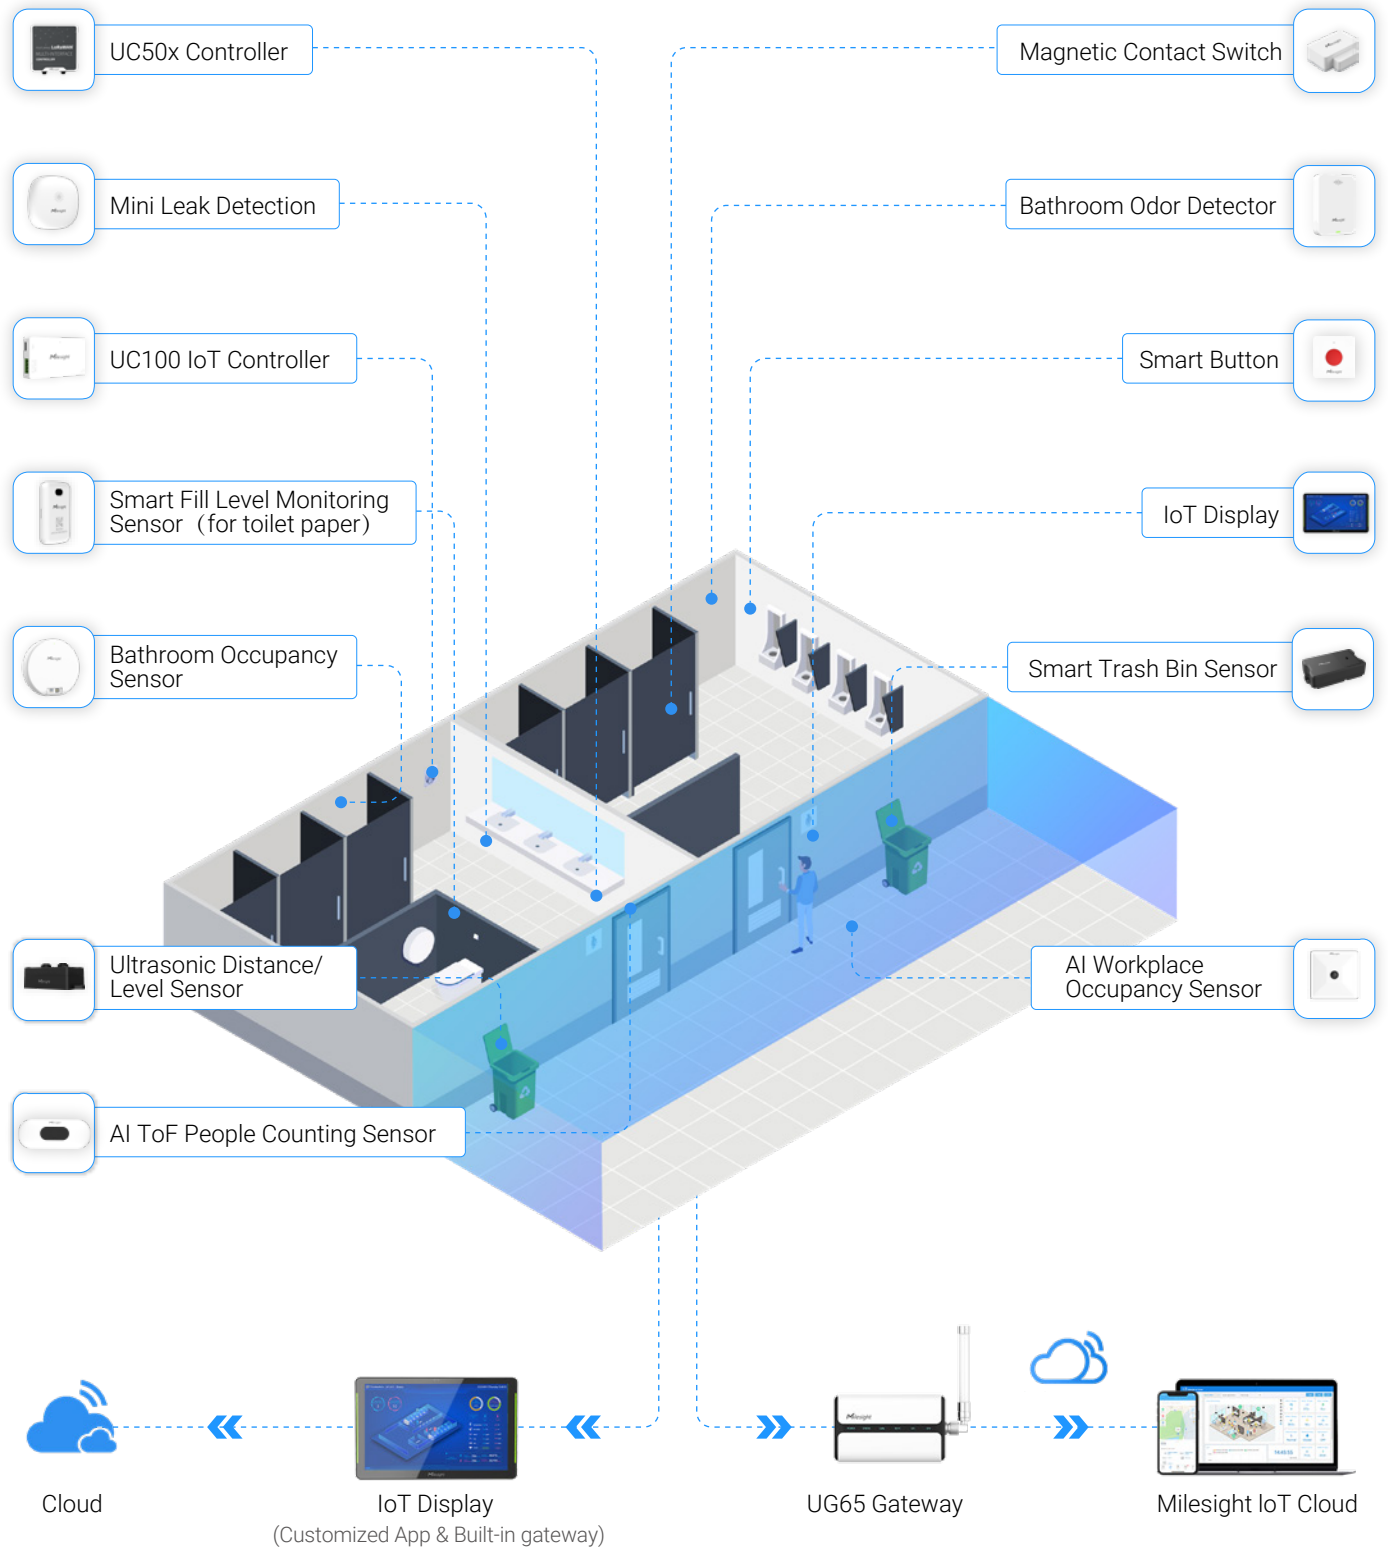 UC50x Controller
Magnetic Contact Switch
Mini Leak Detection
Bathroom Odor Detector
UC100 IoT Controller
Smart Button
Smart Fill Level Monitoring
Sensor（for toilet paper）
IoT Display
Bathroom Occupancy
Sensor
Smart Trash Bin Sensor
Ultrasonic Distance/
Level Sensor
AI Workplace
Occupancy Sensor
AI ToF People Counting Sensor
Milesight
Cloud
IoT Display
(Customized App & Built-in gateway)
UG65 Gateway
Milesight IoT Cloud